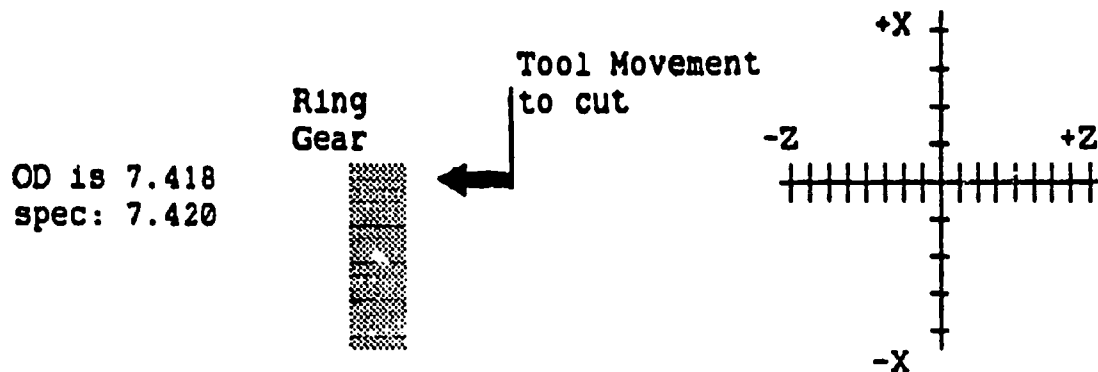 +X
Tool Movement
to cut
Ring
Gear
-Z
+Z
OD is 7.418
spec: 7.420
-X